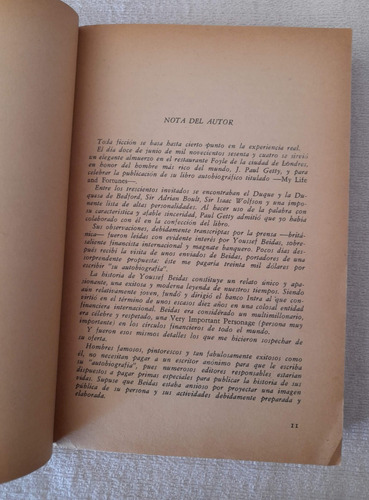 NOTA DEL AUTOR
Toda ficción se basa hasta cierto punto en la experiencia real.
El día doce de junio de mil novecientos sesenta y cuatro se sirvió
un elegante almuerzo en el restaurante Foyle de la ciudad de Londres,
en honor del hombre más rico del mundo, J. Paul Getty, y para
celebrar la publicación de su libro autobiográfico titulado —My Life
and Fortunes—.
Entre los trescientos invitados se encontraban el Duque y la Du-
quesa de Bedford, Sir Adrian Boult, Sir Isaac Wolfson y una impo-
nente lista de altas personalidades. Al hacer uso de la palabra con
su característica y afable sinceridad, Paul Getty admitió que yo había
colaborado con él en la confección del libro.
Sus observaciones, debidamente transcriptas por la prensa —britá-
nica— fueron leídas con evidente interés por Youssef Beidas, sobre-
saliente financista internacional y magnate banquero. Pocos días des-
pués recibí la visita de unos enviados de Beidas, portadores de una
sorprendente propuesta: éste me pagaría treinta mil dólares por
escribir "su autobiografía".
La historia de Youssef Beidas constituye un relato único y apasio-
nante, una exitosa y moderna leyenda de nuestros tiempos. Siendo
aún relativamente joven, fundó y dirigió el banco Intra al que con-
virtió en el término de unos escasos diez años en una colosal entidad
financiera internacional. Beidas era considerado un multimillonario,
era célebre y respetado, una Very Important Personage (persona muy
importante) en los círculos financieros de todo el mundo.
Y fueron esos mismos detalles los que me hicieron sospechar de
su oferta.
Hombres famosos, pintorescos y tan fabulosamente exitosos como
él, no necesitan pagar a un escritor anónimo para que le escriba
su "autobiografía", pues numerosos editores responsables estarían
dispuestos a pagar primas especiales para publicar la historia de sus
vidas. Supuse que Beidas estaba ansioso por proyectar una imagen
pública de su persona y sus actividades debidamente preparada y
elaborada.
11